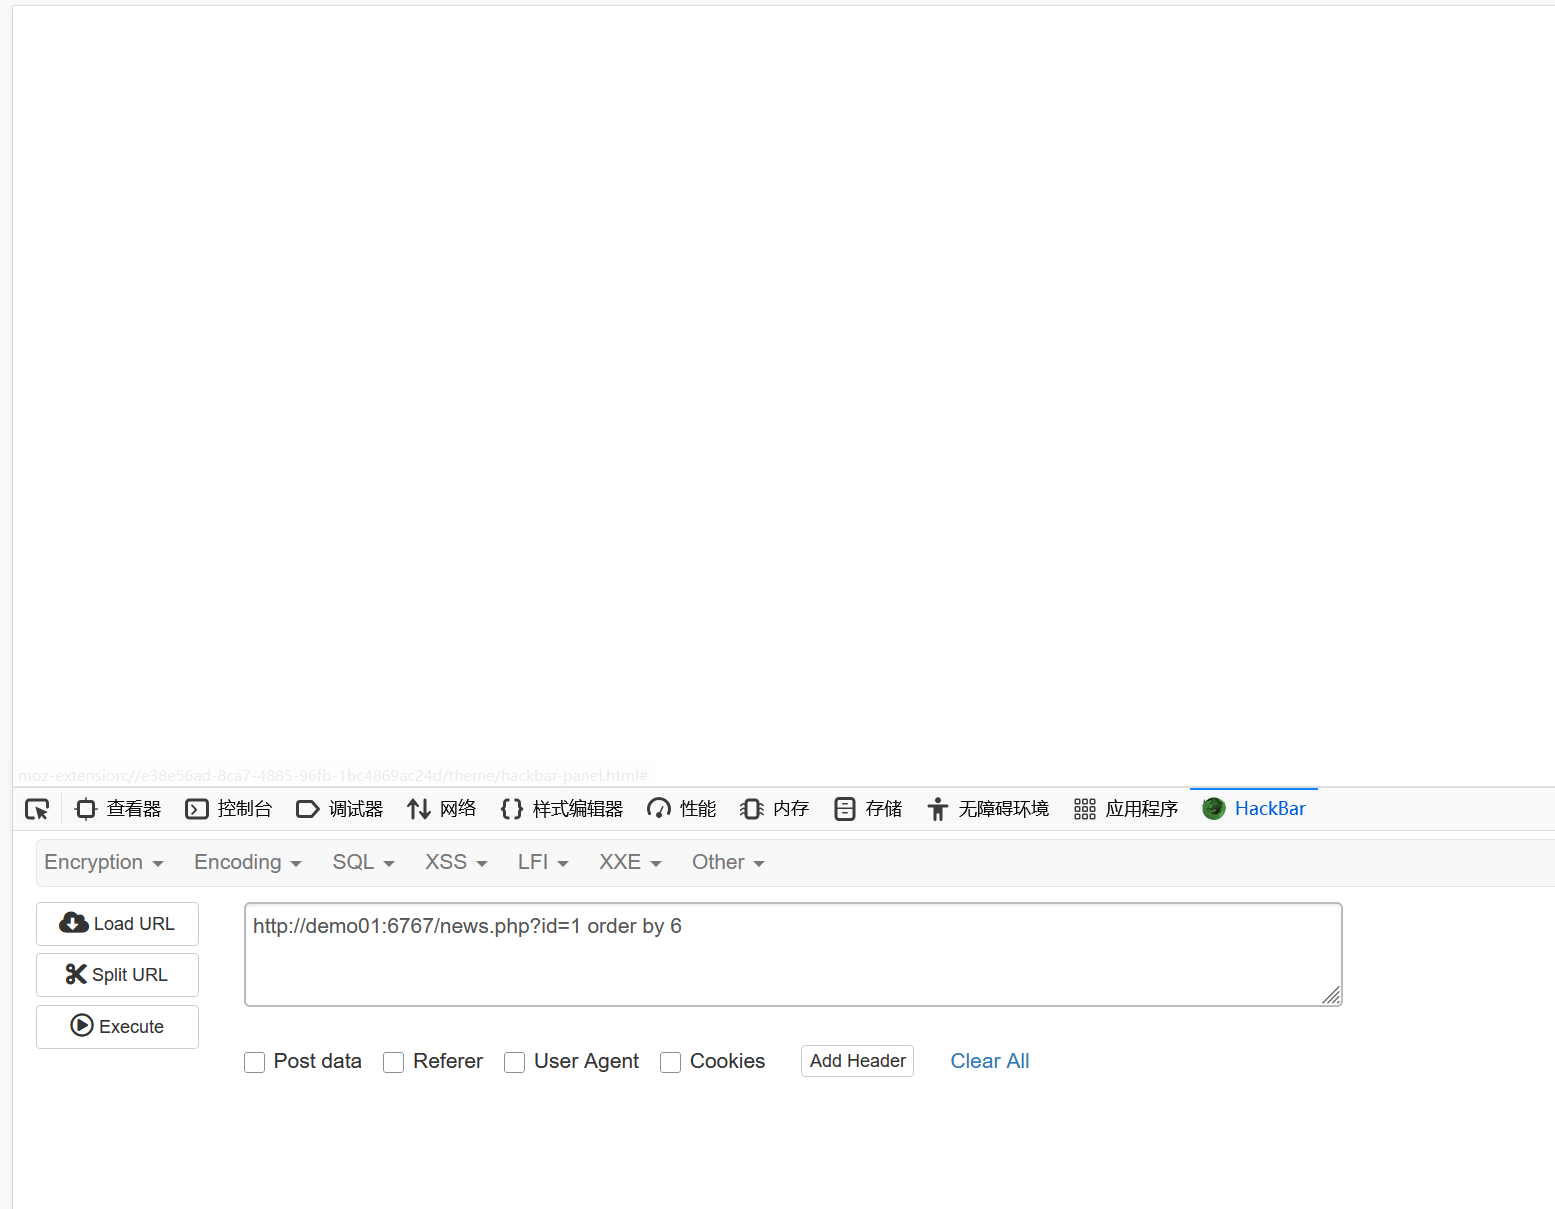 moz-extension://e38e56ad-8ca7-4885-96fb-1bc4869ac24d/theme/hackbar-panel.html#
查看器 控制台 调试器 网络 样式编辑器 性能 内存 存储 无障碍环境 应用程序 HackBar
Encryption Encoding SQL XSS LFI XXE Other
Load URL
http://demo01:6767/news.php?id=1 order by 6
Split URL
Execute
Post data Referer User Agent Cookies Add Header Clear All